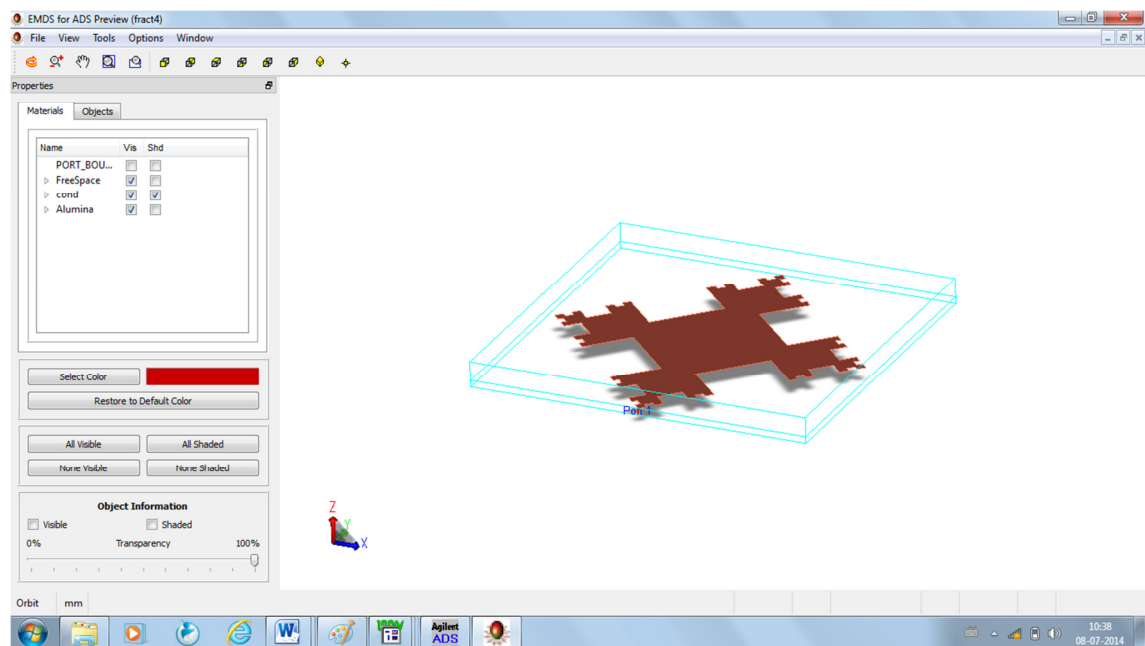 EMDS for ADS Preview (fract4)
File View Tools Options Window
Properties
Materials Objects
Name Vis Shd
PORT_BOU...
FreeSpace
cond
Alumina
Select Color
Restore to Default Color
All Visible All Shaded
None Visible None Shaded
Object Information
Visible Shaded
0% Transparency 100%
Port 1
Z
Y
X
Orbit mm
W
Agilent
ADS
10:38
08-07-2014